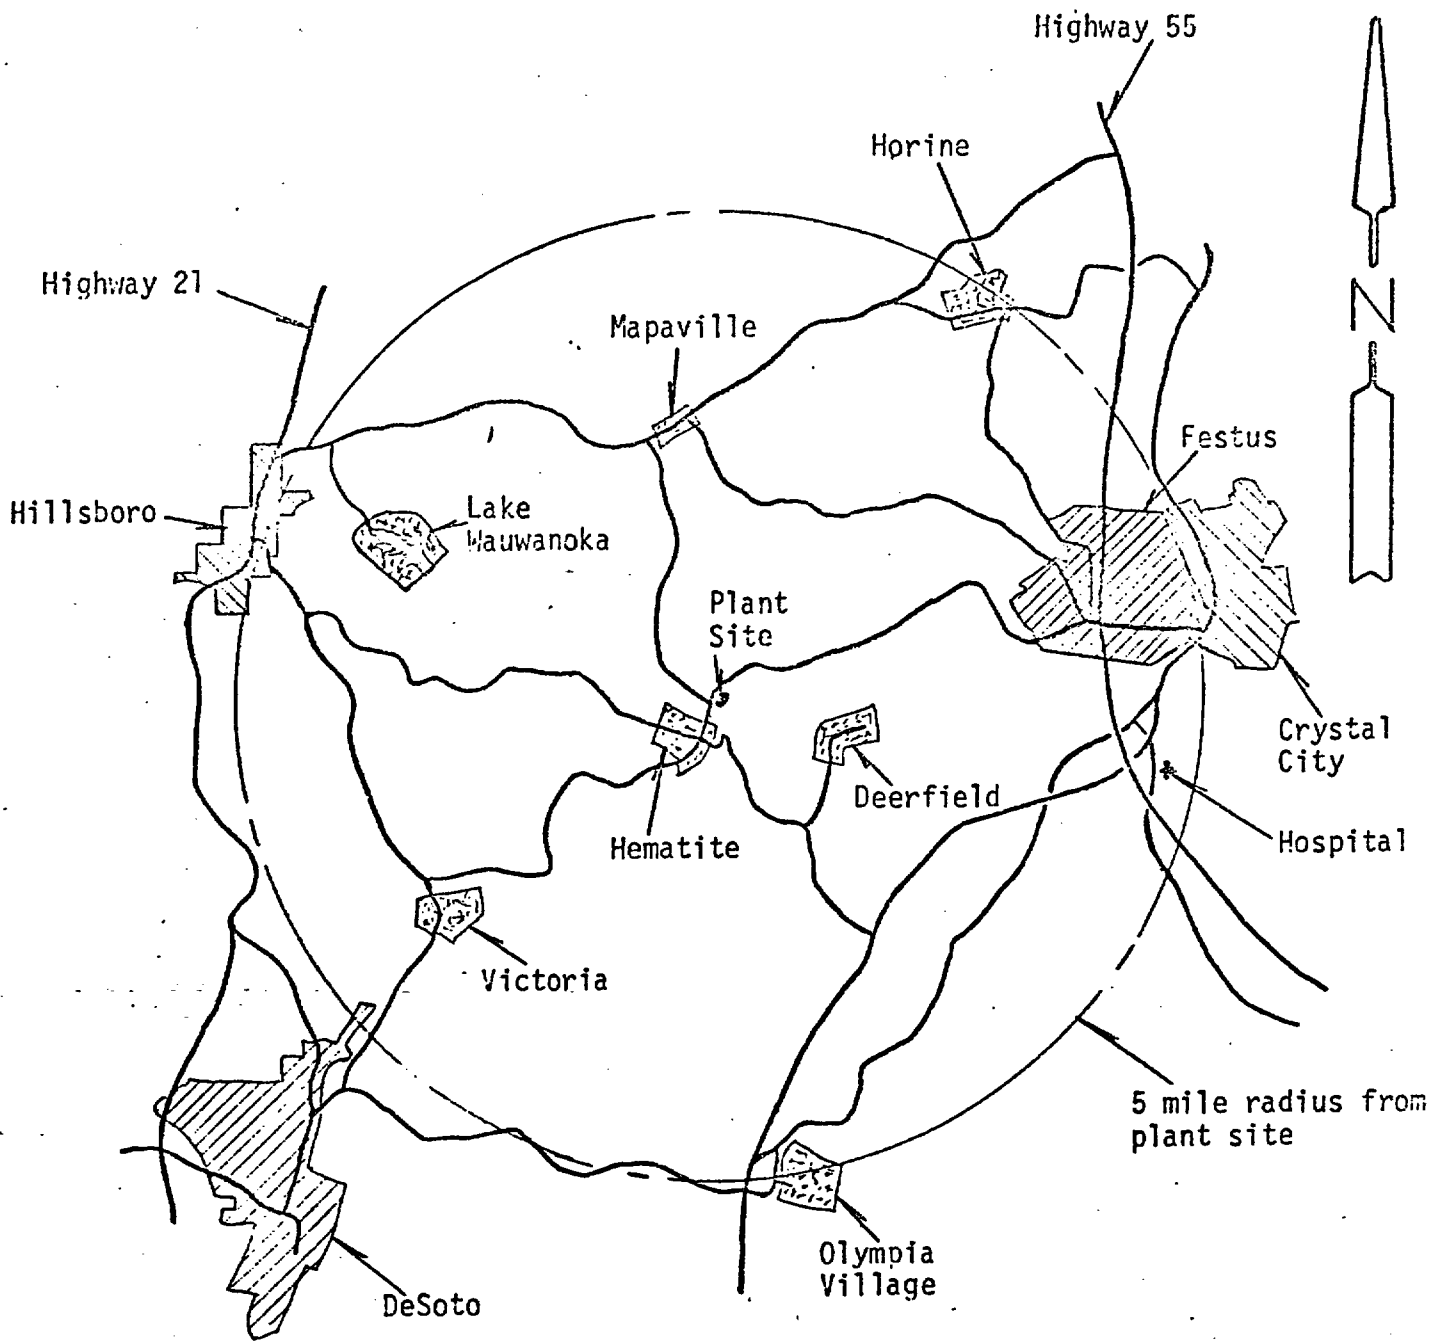 Highway 55
Horine
Highway 21
Mapaville
N
Festus
Hillsboro
Lake
Wauwanoka
Plant
Site
Crystal
City
Deerfield
Hematite
Hospital
Victoria
5 mile radius from
plant site
Olympia
Village
DeSoto